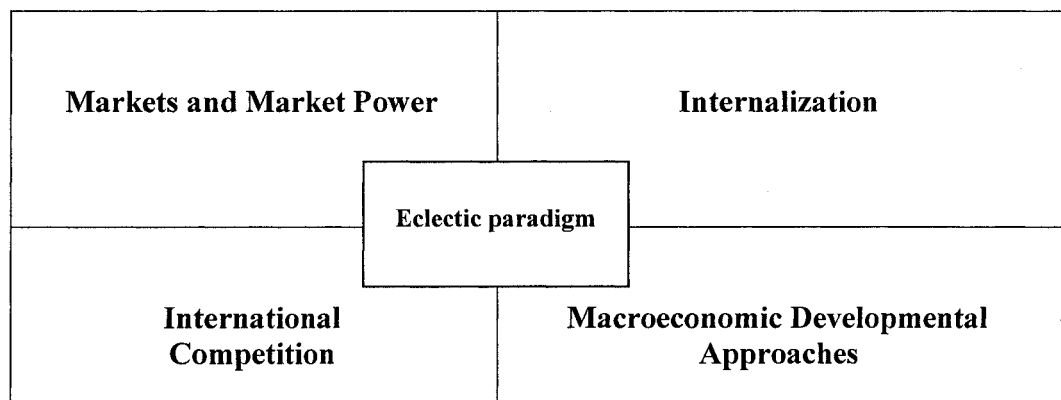 Markets and Market Power
Internalization
Eclectic paradigm
International
Competition
Macroeconomic Developmental
Approaches